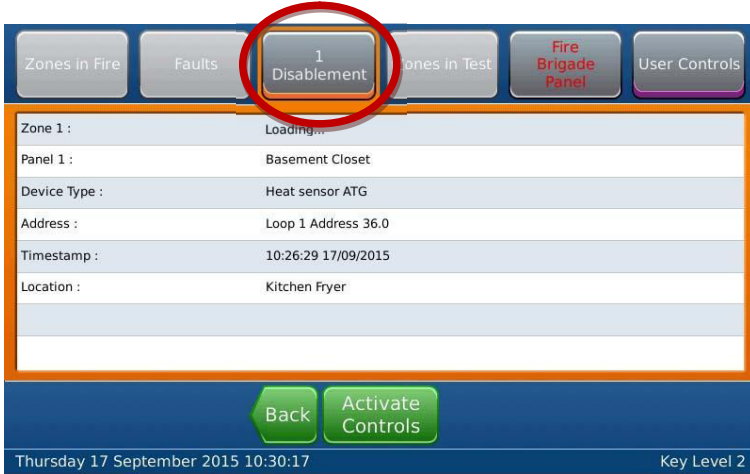 Zones in Fire
Faults
1
Disablement
ones in Test
Fire
Brigade
Panel
User Controls
Zone 1 : Loading...
Panel 1 : Basement Closet
Device Type : Heat sensor ATG
Address : Loop 1 Address 36.0
Timestamp : 10:26:29 17/09/2015
Location : Kitchen Fryer
Back
Activate
Controls
Thursday 17 September 2015 10:30:17 Key Level 2